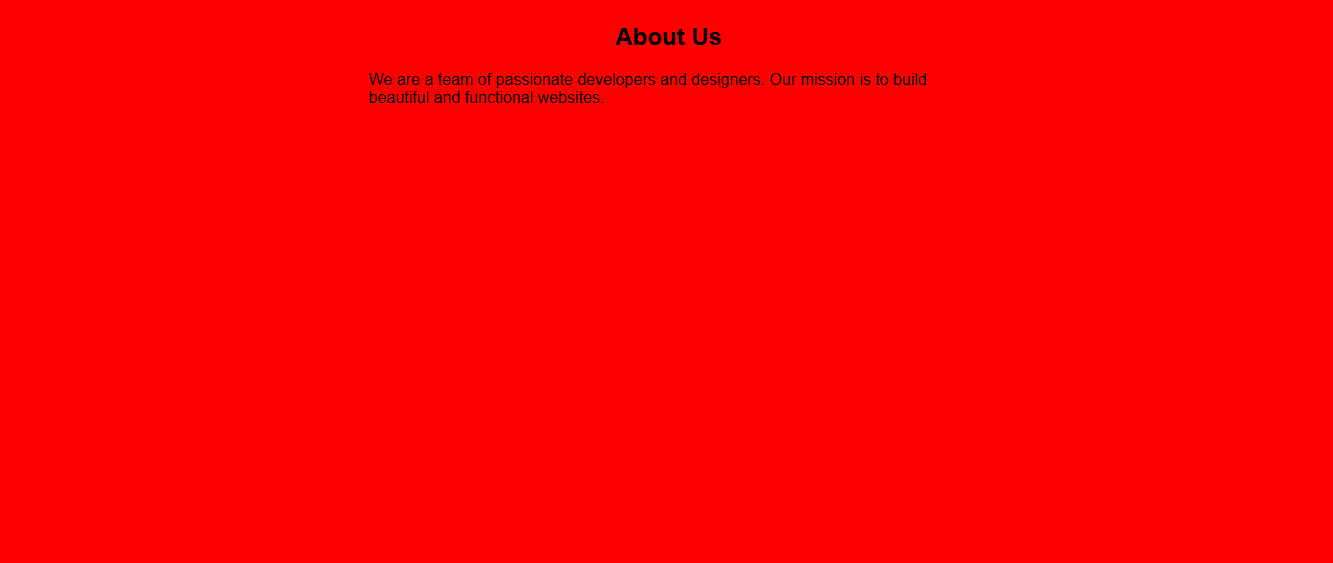 About Us
We are a team of passionate developers and designers. Our mission is to build
beautiful and functional websites.